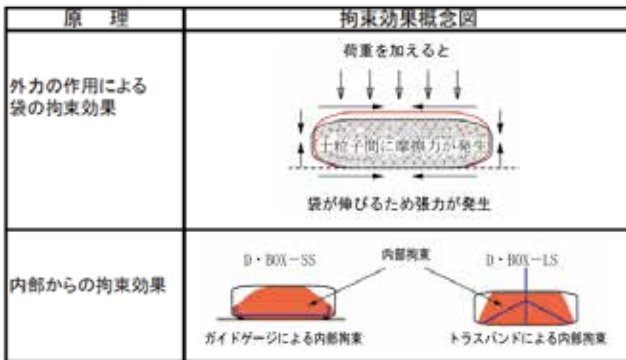 原 理
拘束効果概念図
外力の作用による
袋の拘束効果
荷重を加えると
土粒子間に摩擦力が発生
袋が伸びるため張力が発生
内部からの拘束効果
D・BOX-SS
内部拘束
D・BOX-LS
ガイドゲージによる内部拘束
トラスバンドによる内部拘束